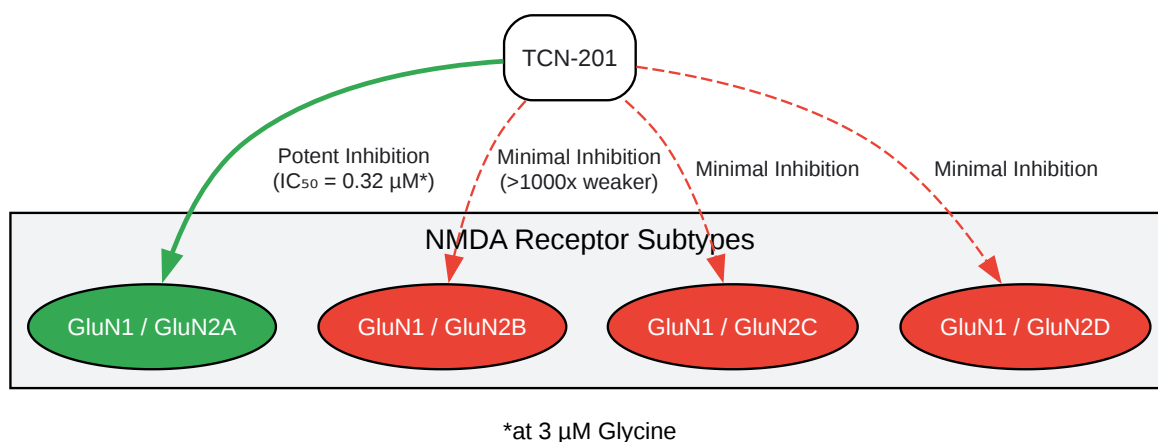 TCN-201
Potent Inhibition
(IC₅₀ = 0.32 µM*)
Minimal Inhibition
(>1000x weaker)
Minimal Inhibition
Minimal Inhibition
NMDA Receptor Subtypes
GluN1 / GluN2A
GluN1 / GluN2B
GluN1 / GluN2C
GluN1 / GluN2D
*at 3 µM Glycine